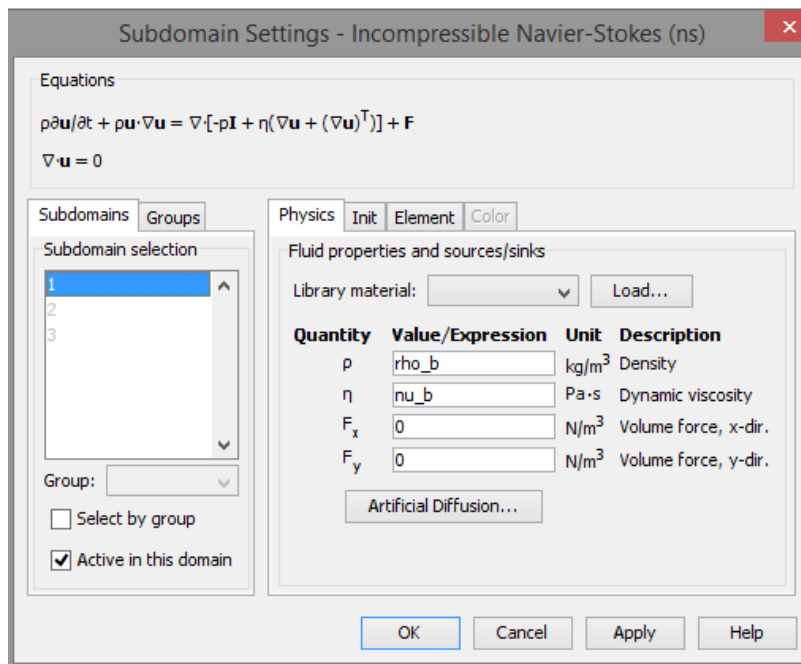 Subdomain Settings - Incompressible Navier-Stokes (ns)
Equations
ρ∂u/∂t + ρu·∇u = ∇·[-pI + η(∇u + (∇u)ᵀ)] + F
∇·u = 0
Subdomains Groups
Subdomain selection
1
2
3
Group:
Select by group
Active in this domain
Physics Init Element Color
Fluid properties and sources/sinks
Library material: Load...
Quantity Value/Expression Unit Description
ρ rho_b kg/m³ Density
η nu_b Pa·s Dynamic viscosity
Fₓ 0 N/m³ Volume force, x-dir.
Fᵧ 0 N/m³ Volume force, y-dir.
Artificial Diffusion...
OK Cancel Apply Help